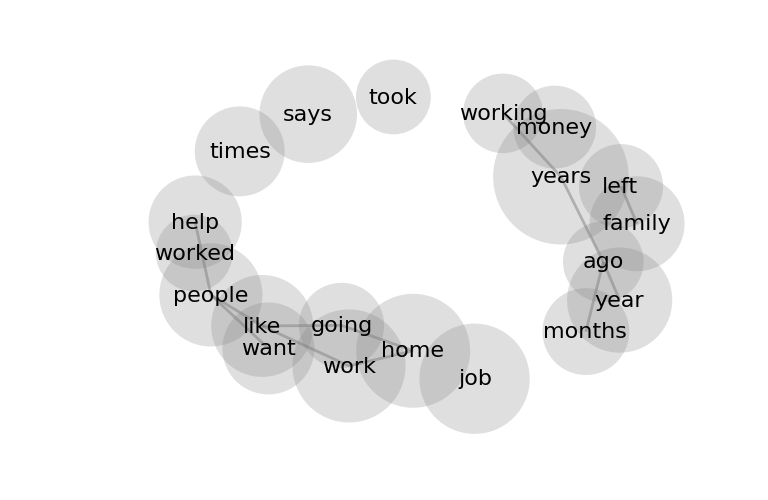 took
says
working
money
times
years
left
help
family
worked
ago
people
year
like
going
months
want
home
work
job